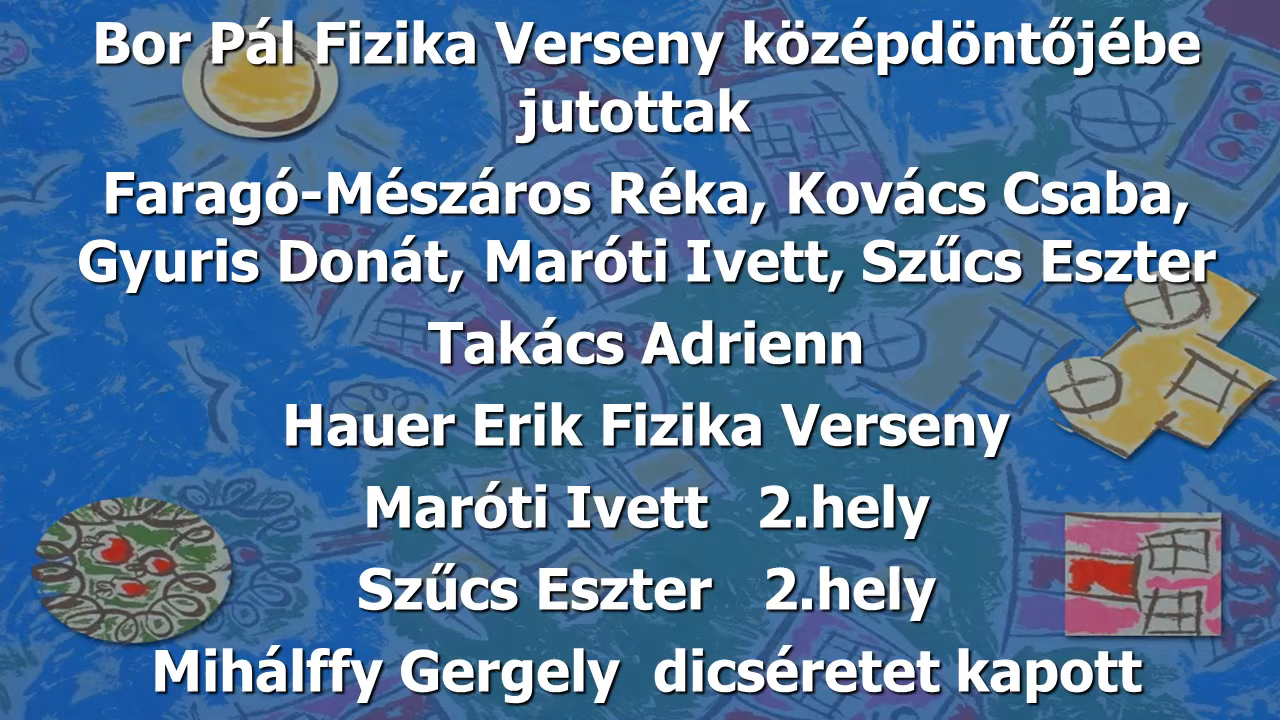 Bor Pál Fizika Verseny középdöntőjébe
jutottak
Faragó-Mészáros Réka, Kovács Csaba,
Gyuris Donát, Maróti Ivett, Szűcs Eszter
Takács Adrienn
Hauer Erik Fizika Verseny
Maróti Ivett 2.hely
Szűcs Eszter 2.hely
Mihálffy Gergely dicséretet kapott